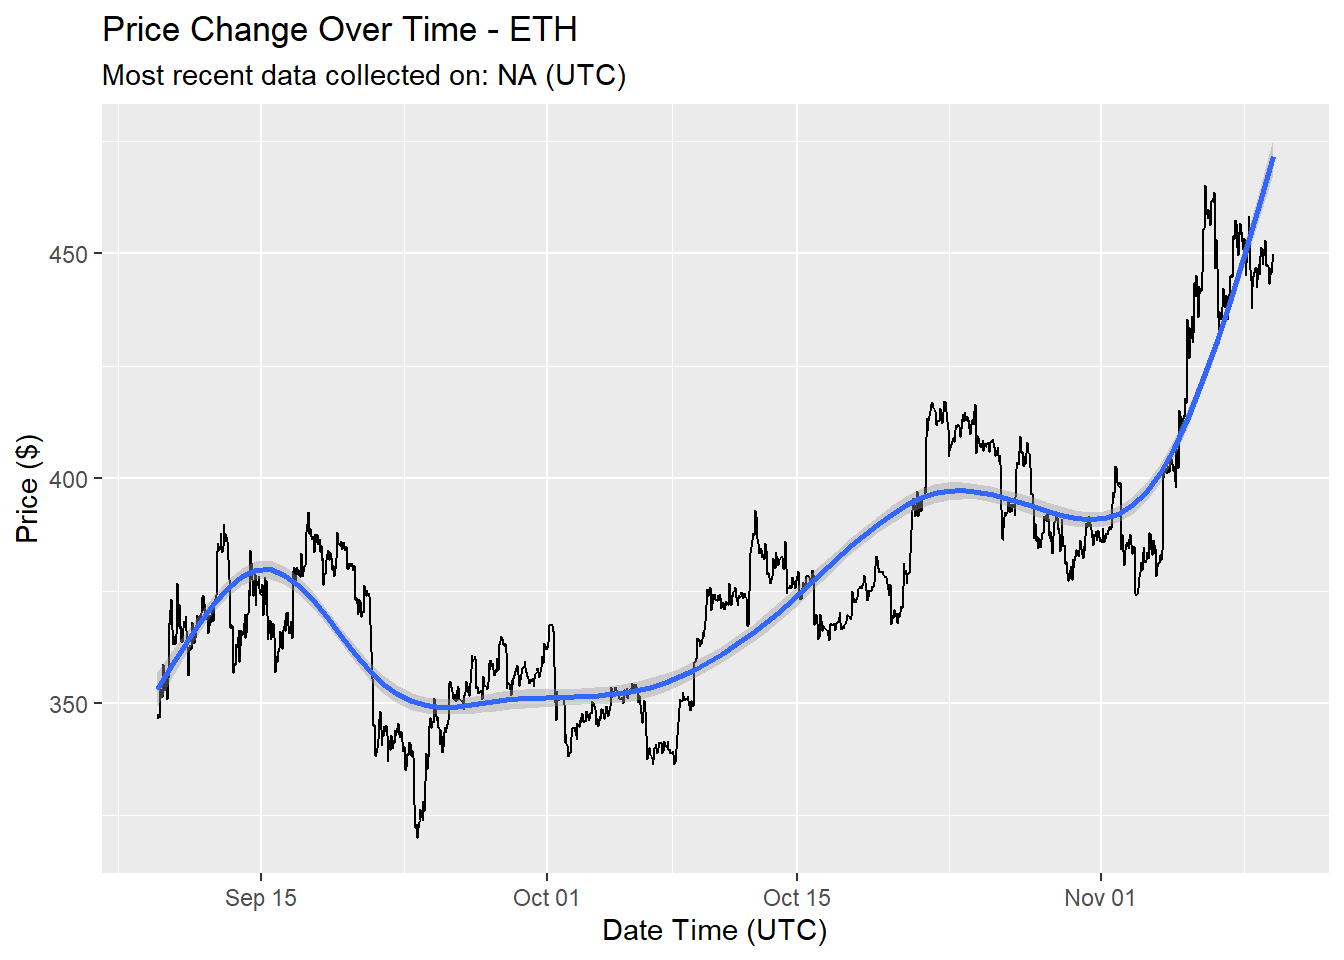 Price Change Over Time - ETH
Most recent data collected on: NA (UTC)
Price ($)
450
400
350
Sep 15
Oct 01
Oct 15
Nov 01
Date Time (UTC)